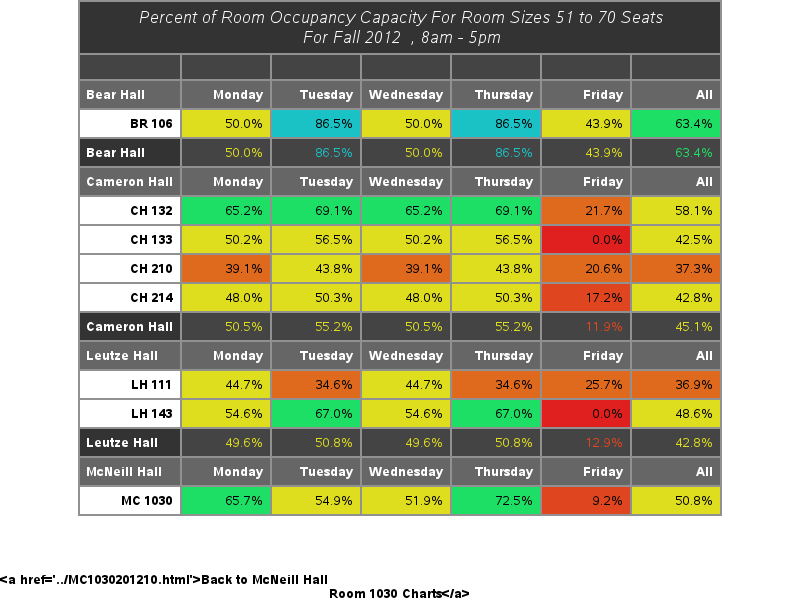 Percent of Room Occupancy Capacity For Room Sizes 51 to 70 Seats
For Fall 2012 , 8am - 5pm
Bear Hall Monday Tuesday Wednesday Thursday Friday All
BR 106 50.0% 86.5% 50.0% 86.5% 43.9% 63.4%
Bear Hall 50.0% 86.5% 50.0% 86.5% 43.9% 63.4%
Cameron Hall Monday Tuesday Wednesday Thursday Friday All
CH 132 65.2% 69.1% 65.2% 69.1% 21.7% 58.1%
CH 133 50.2% 56.5% 50.2% 56.5% 0.0% 42.5%
CH 210 39.1% 43.8% 39.1% 43.8% 20.6% 37.3%
CH 214 48.0% 50.3% 48.0% 50.3% 17.2% 42.8%
Cameron Hall 50.5% 55.2% 50.5% 55.2% 11.9% 45.1%
Leutze Hall Monday Tuesday Wednesday Thursday Friday All
LH 111 44.7% 34.6% 44.7% 34.6% 25.7% 36.9%
LH 143 54.6% 67.0% 54.6% 67.0% 0.0% 48.6%
Leutze Hall 49.6% 50.8% 49.6% 50.8% 12.9% 42.8%
McNeill Hall Monday Tuesday Wednesday Thursday Friday All
MC 1030 65.7% 54.9% 51.9% 72.5% 9.2% 50.8%
<a href='../MC1030201210.html'>Back to McNeill Hall
Room 1030 Charts</a>